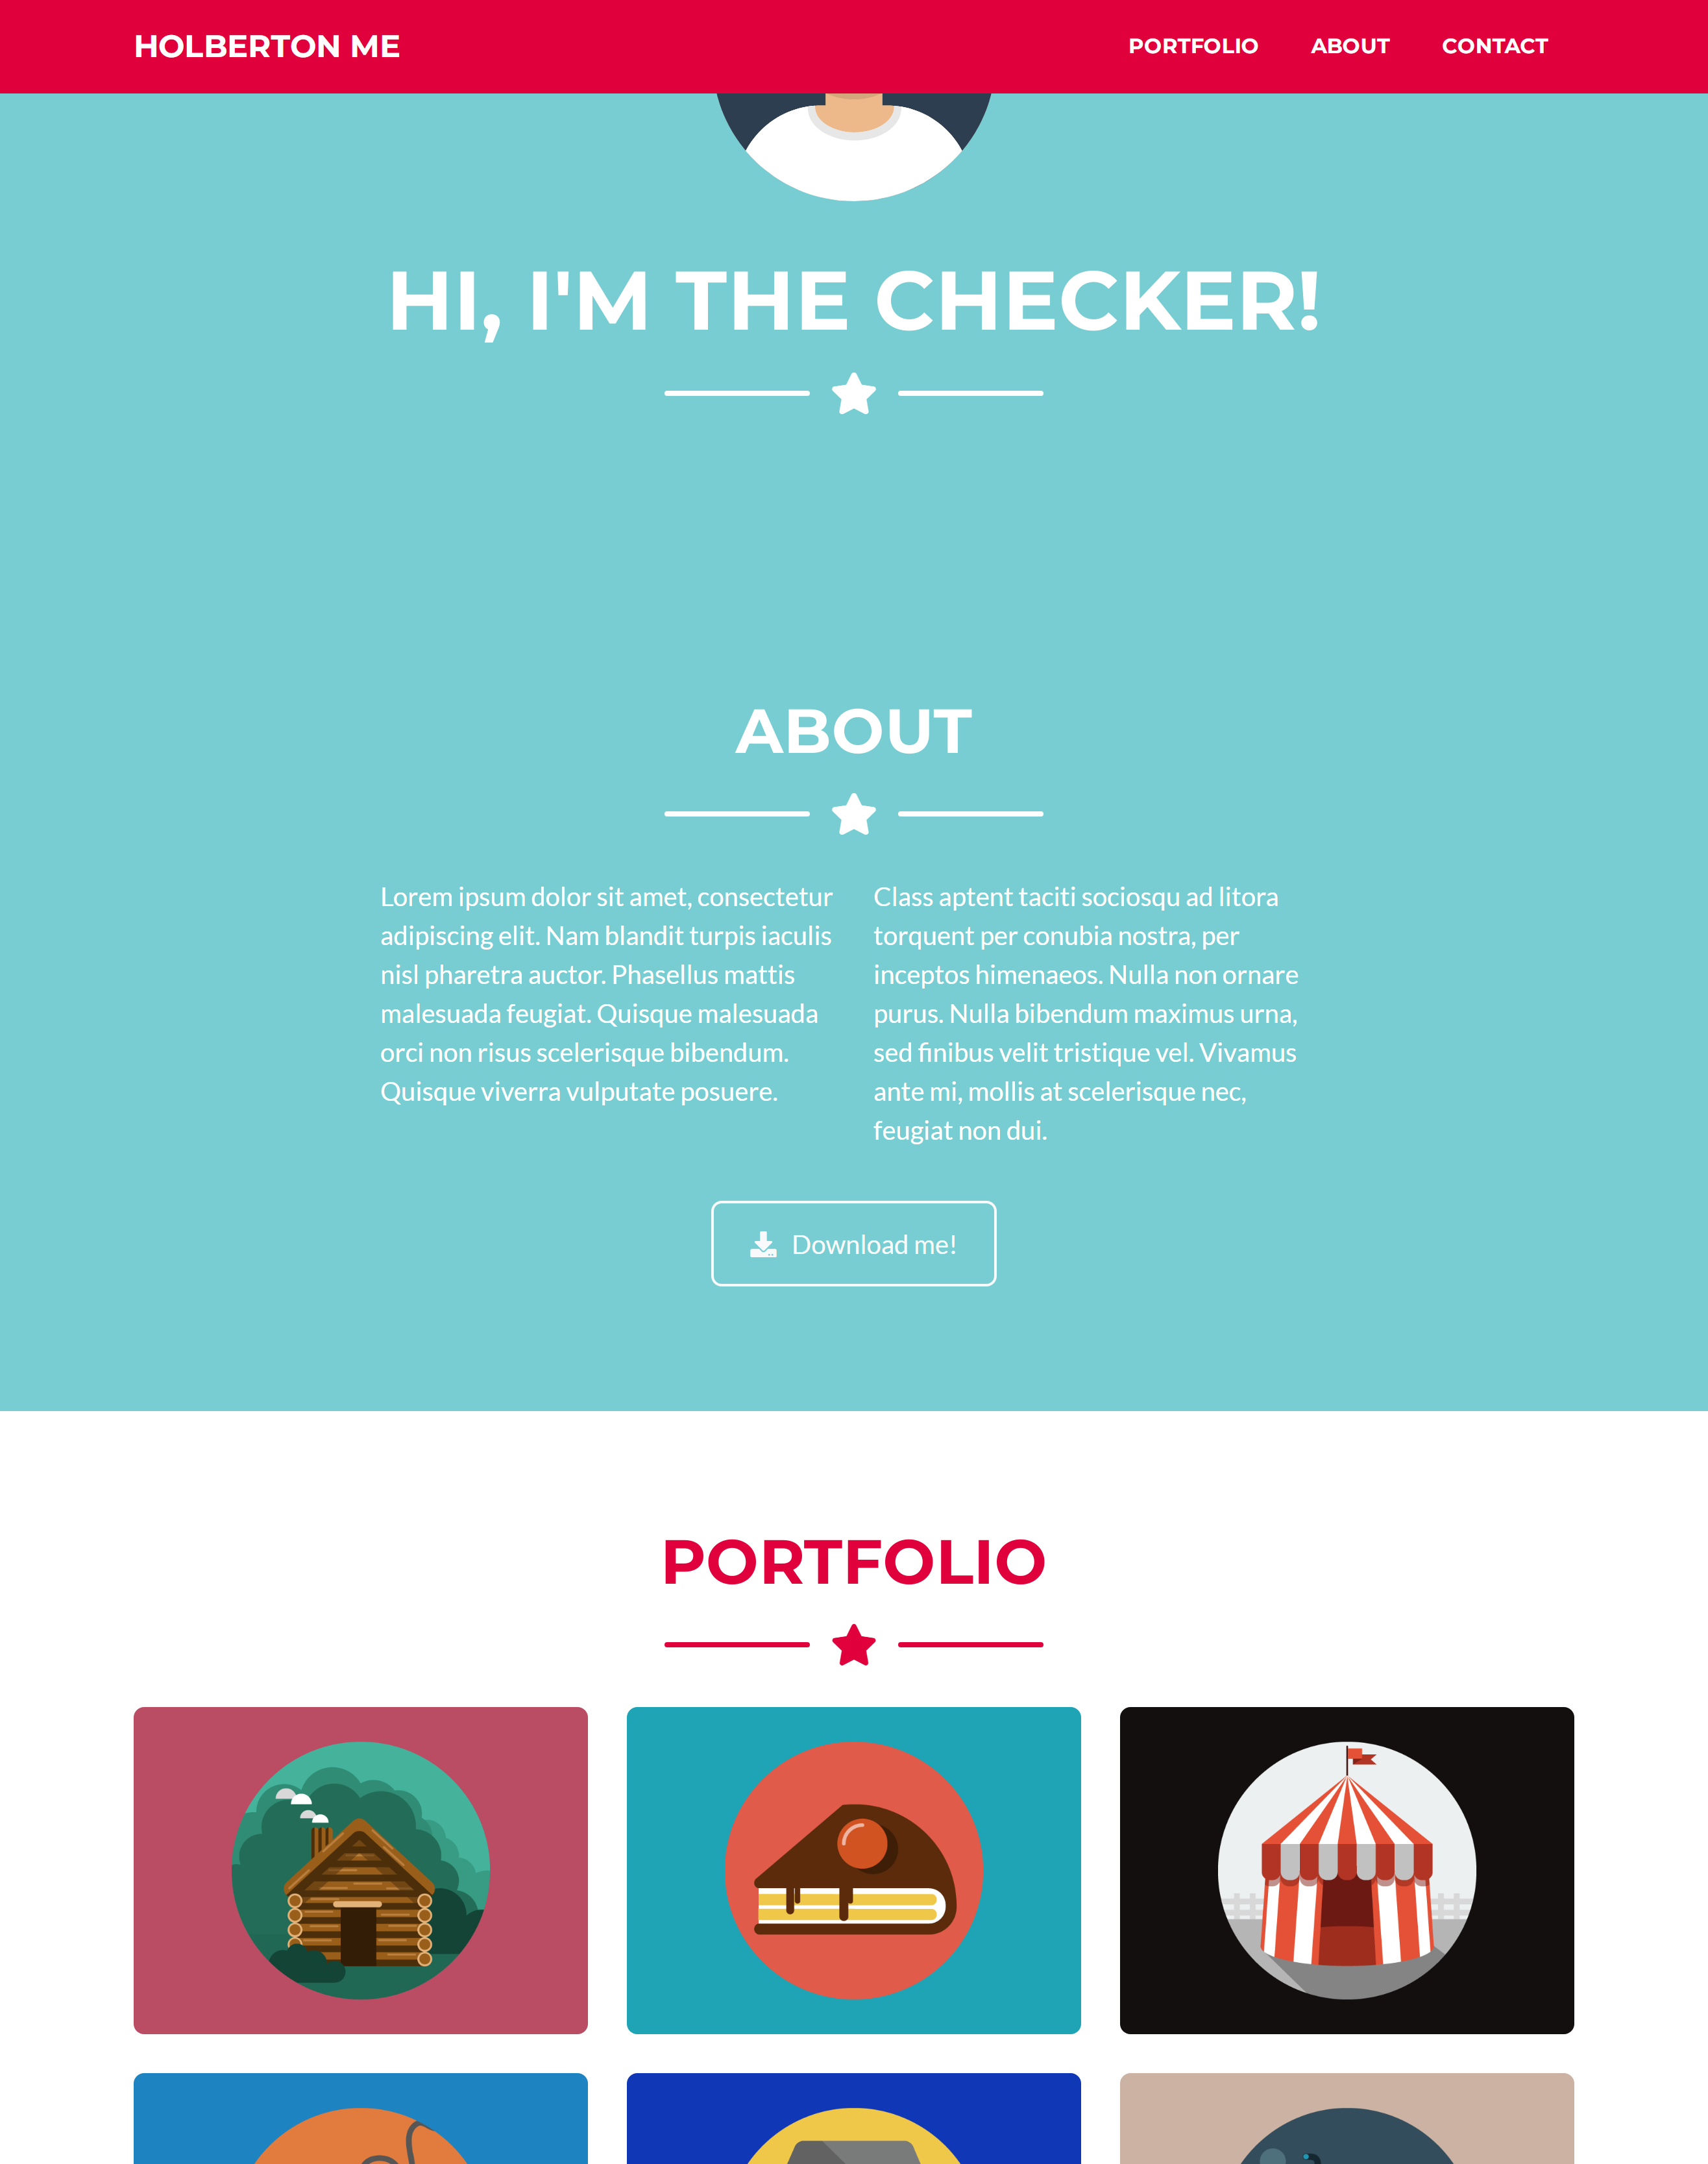 HOLBERTON ME
PORTFOLIO ABOUT CONTACT
HI, I'M THE CHECKER!
ABOUT
Lorem ipsum dolor sit amet, consectetur
adipiscing elit. Nam blandit turpis iaculis
nisl pharetra auctor. Phasellus mattis
malesuada feugiat. Quisque malesuada
orci non risus scelerisque bibendum.
Quisque viverra vulputate posuere.
Class aptent taciti sociosqu ad litora
torquent per conubia nostra, per
inceptos himenaeos. Nulla non ornare
purus. Nulla bibendum maximus urna,
sed finibus velit tristique vel. Vivamus
ante mi, mollis at scelerisque nec,
feugiat non dui.
Download me!
PORTFOLIO